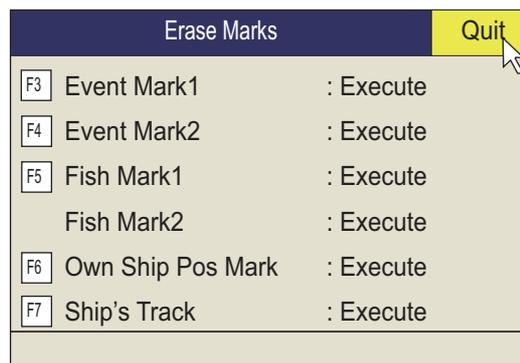 Erase Marks Quit
F3 Event Mark1 : Execute
F4 Event Mark2 : Execute
F5 Fish Mark1 : Execute
Fish Mark2 : Execute
F6 Own Ship Pos Mark : Execute
F7 Ship's Track : Execute